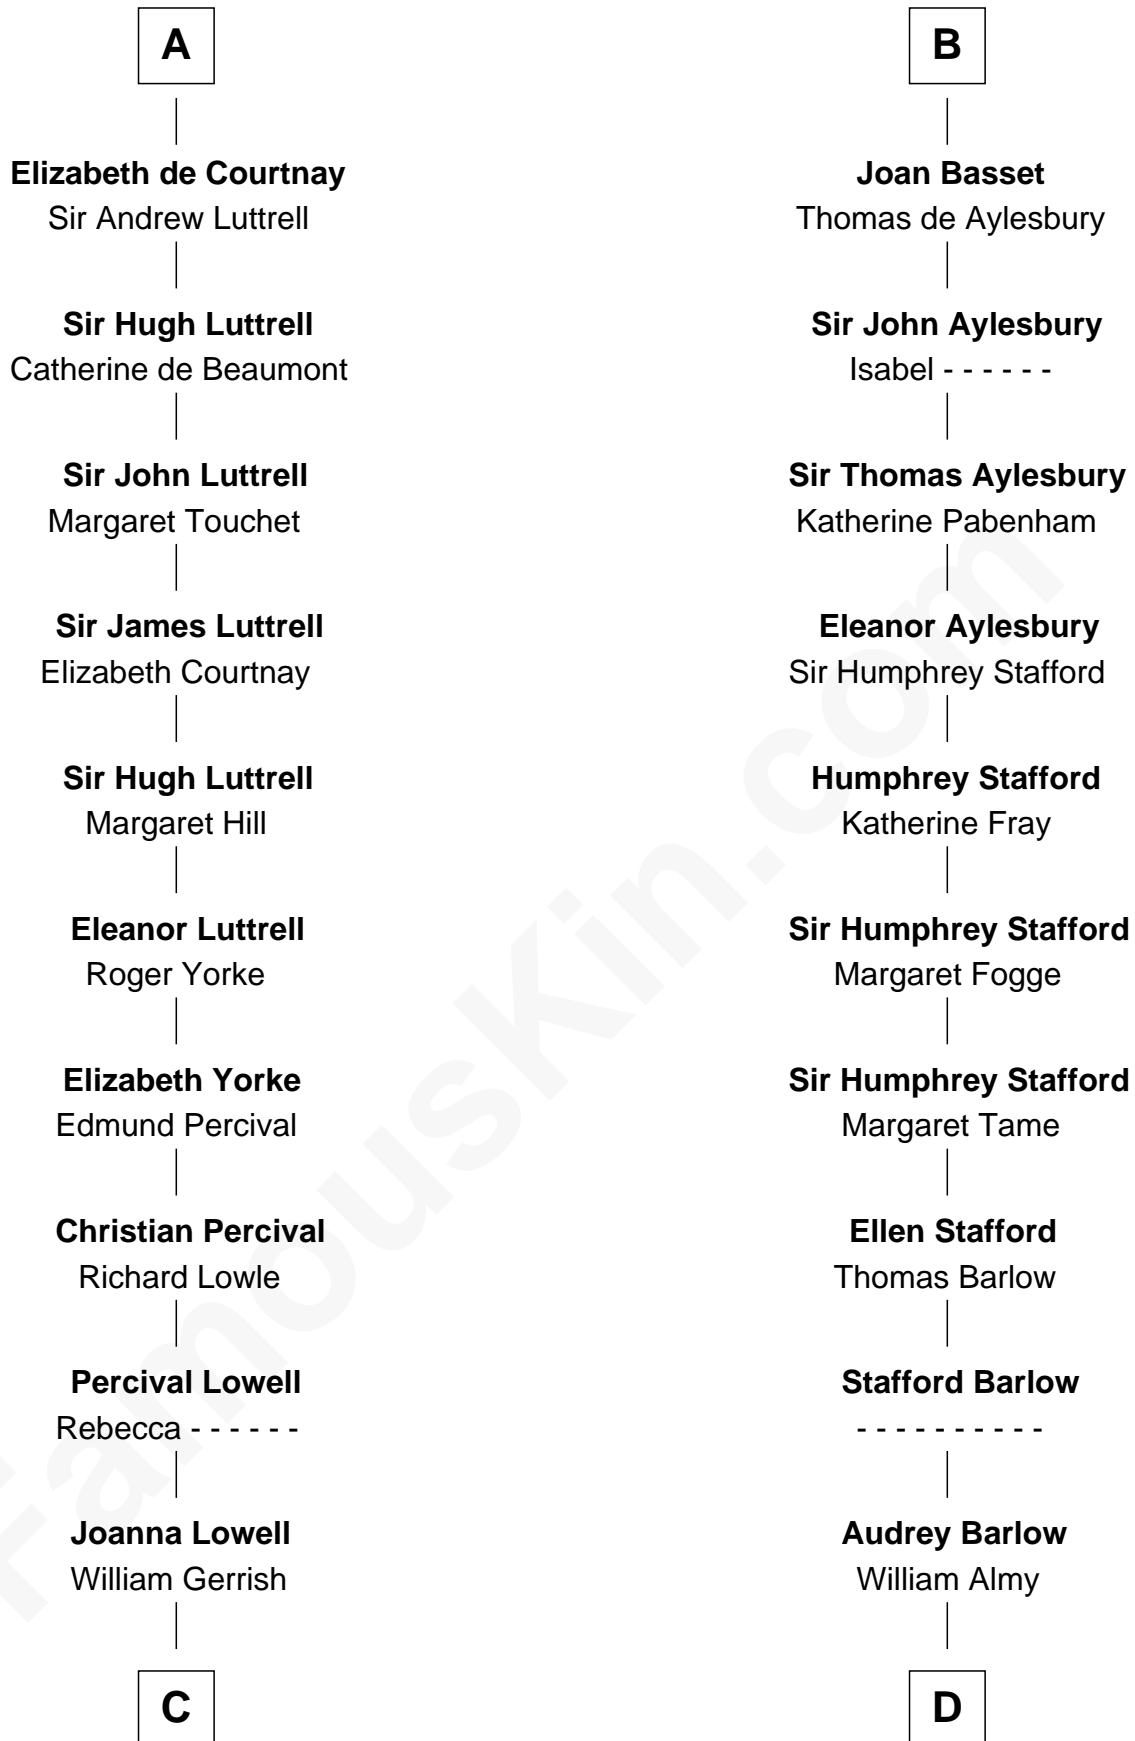 A
Elizabeth de Courtnay
Sir Andrew Luttrell
Sir Hugh Luttrell
Catherine de Beaumont
Sir John Luttrell
Margaret Touchet
Sir James Luttrell
Elizabeth Courtnay
Sir Hugh Luttrell
Margaret Hill
Eleanor Luttrell
Roger Yorke
Elizabeth Yorke
Edmund Percival
Christian Percival
Richard Lowle
Percival Lowell
Rebecca - - - - - -
Joanna Lowell
William Gerrish
C
B
Joan Basset
Thomas de Aylesbury
Sir John Aylesbury
Isabel - - - - - -
Sir Thomas Aylesbury
Katherine Pabenham
Eleanor Aylesbury
Sir Humphrey Stafford
Humphrey Stafford
Katherine Fray
Sir Humphrey Stafford
Margaret Fogge
Sir Humphrey Stafford
Margaret Tame
Ellen Stafford
Thomas Barlow
Stafford Barlow
- - - - - - - - - -
Audrey Barlow
William Almy
D
FamousKin.com